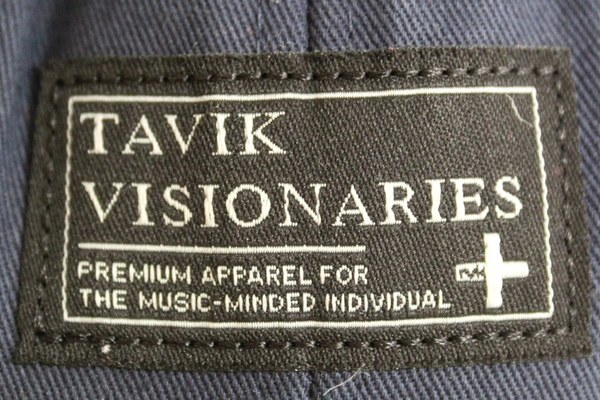 TAVIK
VISIONARIES
PREMIUM APPAREL FOR
THE MUSIC-MINDED INDIVIDUAL